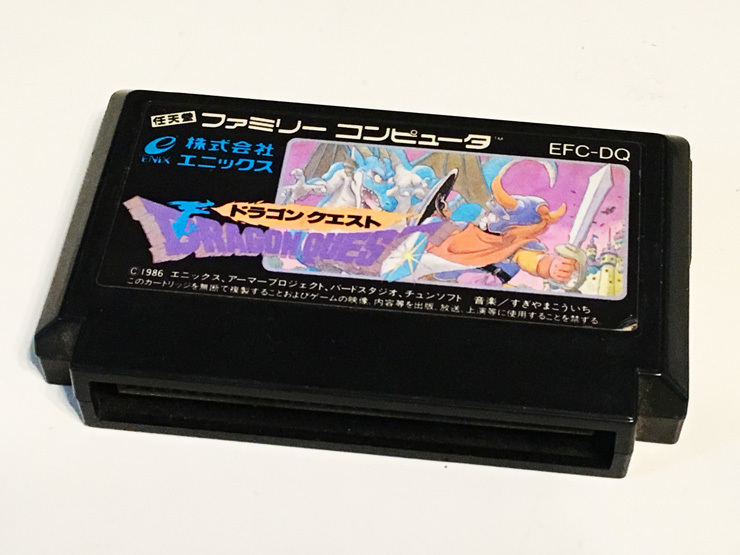 任天堂 ファミリー コンピュータ™
EFC-DQ
ENIX 株式会社 エニックス
ドラゴンクエスト
DRAGON QUEST
© 1986 エニックス、アーマープロジェクト、バードスタジオ、チュンソフト 音楽/すぎやまこういち
このカートリッジを無断で複製することおよびゲームの映像、内容等を出版、放送、上演等に使用することを禁ずる